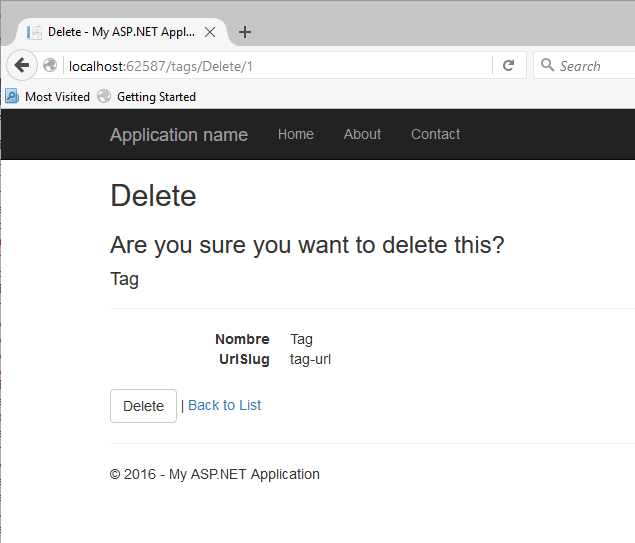 Delete - My ASP.NET Appl...
localhost:62587/tags/Delete/1
Search
Most Visited Getting Started
Application name Home About Contact
Delete
Are you sure you want to delete this?
Tag
Nombre Tag
UrlSlug tag-url
Delete | Back to List
© 2016 - My ASP.NET Application